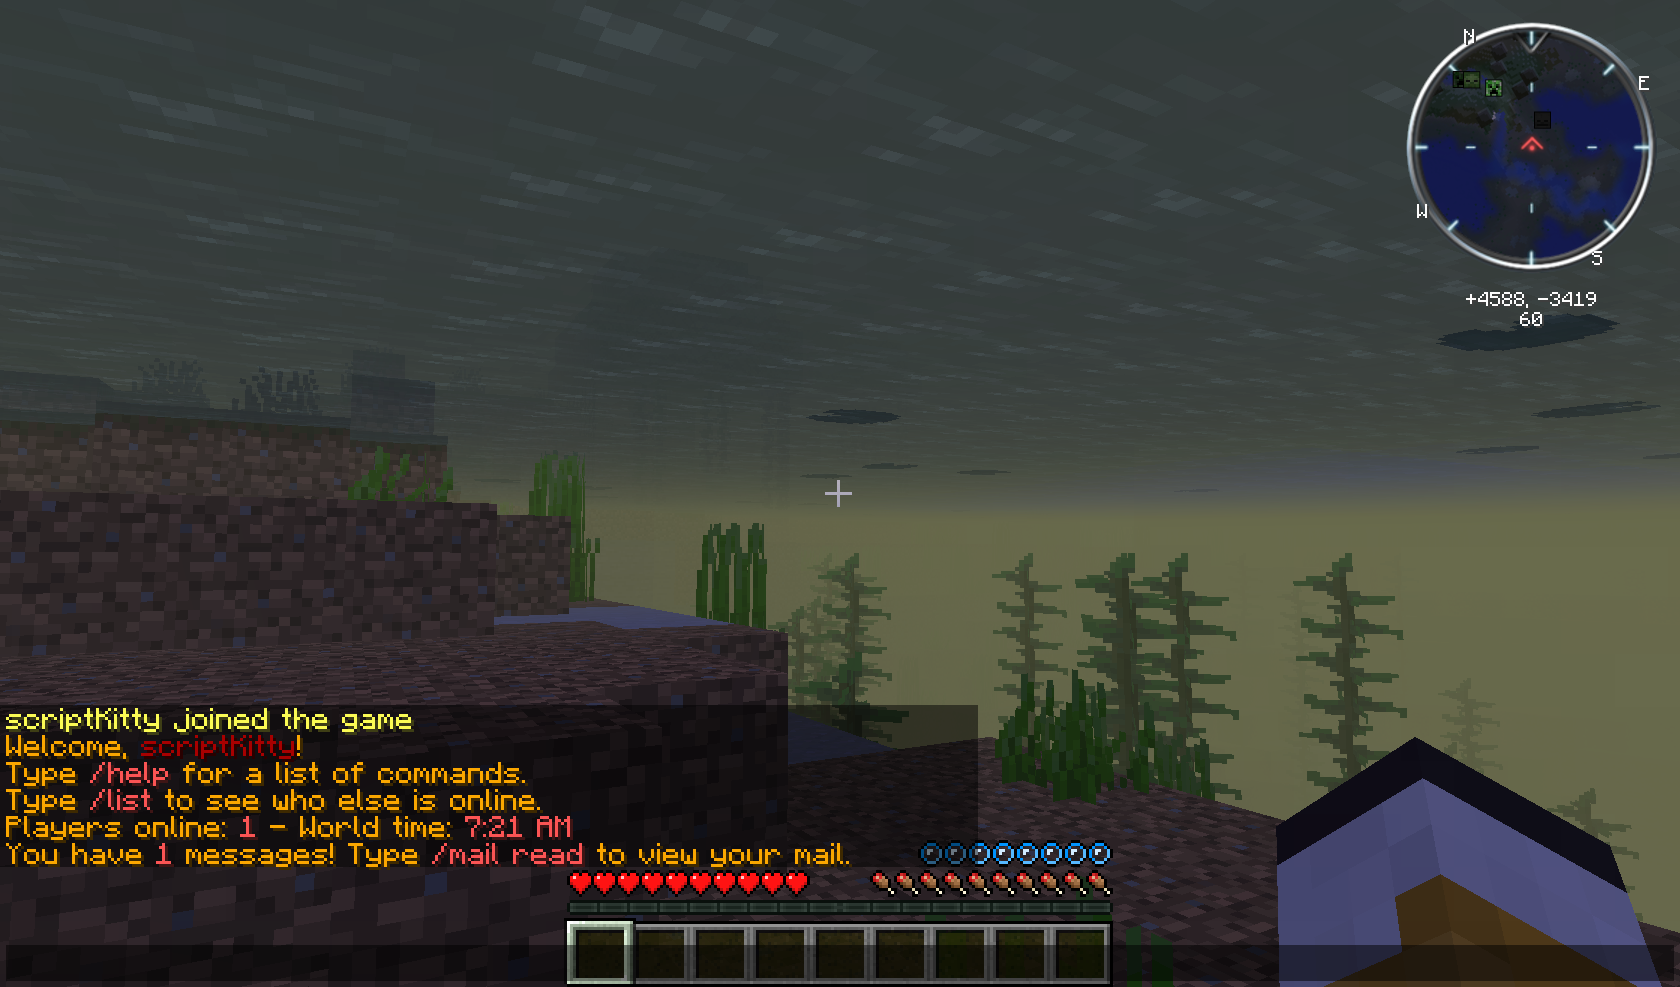 N
E
W
S
+4588, -3419
60
scriptKitty joined the game
Welcome, scriptKitty!
Type /help for a list of commands.
Type /list to see who else is online.
Players online: 1 - World time: 7:21 AM
You have 1 messages! Type /mail read to view your mail.